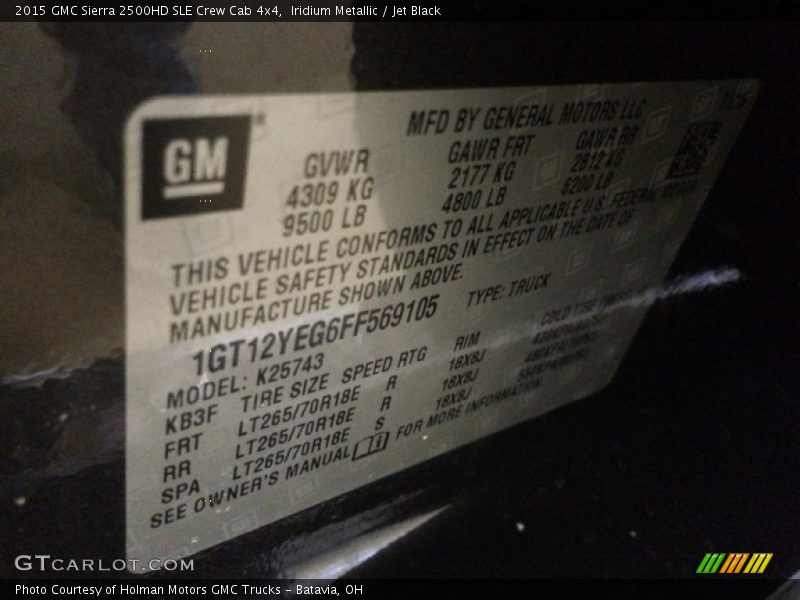 2015 GMC Sierra 2500HD SLE Crew Cab 4x4, Iridium Metallic / Jet Black
GM
MFD BY GENERAL MOTORS LLC
GVWR GAWR FRT GAWR RR
4309 KG 2177 KG 2812 KG
9500 LB 4800 LB 6200 LB
THIS VEHICLE CONFORMS TO ALL APPLICABLE U.S. FEDERAL MOTOR
VEHICLE SAFETY STANDARDS IN EFFECT ON THE DATE OF
MANUFACTURE SHOWN ABOVE.
1GT12YEG6FF569105 TYPE: TRUCK
MODEL: K25743
KB3F TIRE SIZE SPEED RTG RIM COLD TIRE
FRT LT265/70R18E R 18X8J
RR LT265/70R18E R 18X8J
SPA LT265/70R18E S 18X8J
SEE OWNER'S MANUAL FOR MORE INFORMATION
GTCARLOT.COM
Photo Courtesy of Holman Motors GMC Trucks - Batavia, OH